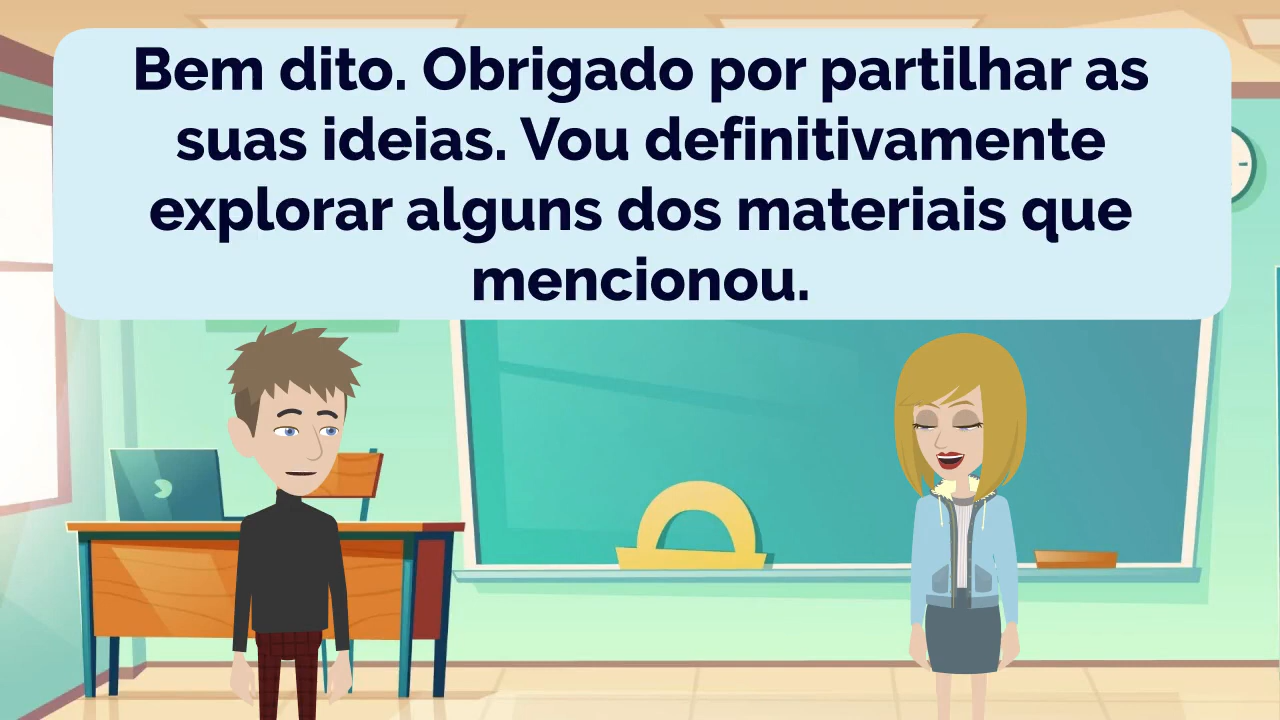 Bem dito. Obrigado por partilhar as
suas ideias. Vou definitivamente
explorar alguns dos materiais que
mencionou.